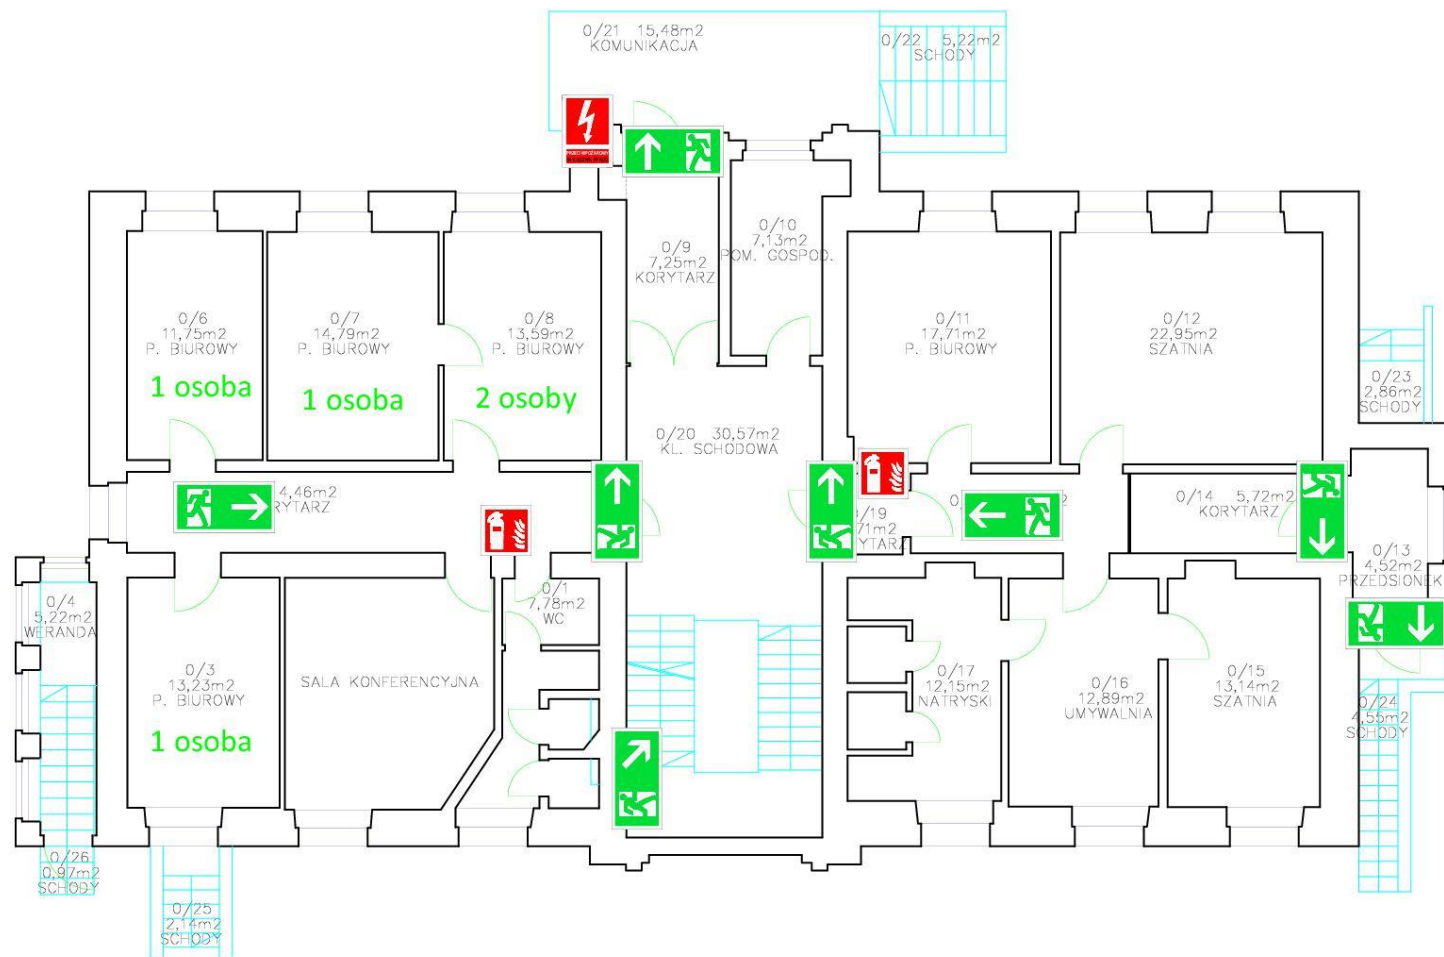 0/21 15,48m2
KOMUNIKACJA
0/22 5,22m2
SCHODY
0/10
7,13m2
POM. GOSPOD.
0/9
7,25m2
KORYTARZ
0/6
11,75m2
P. BIUROWY
1 osoba
0/7
14,79m2
P. BIUROWY
1 osoba
0/8
13,59m2
P. BIUROWY
2 osoby
0/11
17,71m2
P. BIUROWY
0/12
22,95m2
SZATNIA
0/23
2,86m2
SCHODY
0/20 30,57m2
KL. SCHODOWA
4,46m2
RYTARZ
/19
71m2
YTARZ
0/14 5,72m2
KORYTARZ
0/13
4,52m2
PRZEDSIONEK
0/4
5,22m2
WERANDA
0/1
7,78m2
WC
0/3
13,23m2
P. BIUROWY
1 osoba
SALA KONFERENCYJNA
0/17
12,15m2
NATRYSKI
0/16
12,89m2
UMYWALNIA
0/15
13,14m2
SZATNIA
0/24
4,55m2
SCHODY
0/26
0,97m2
SCHODY
0/25
2,14m2
SCHODY